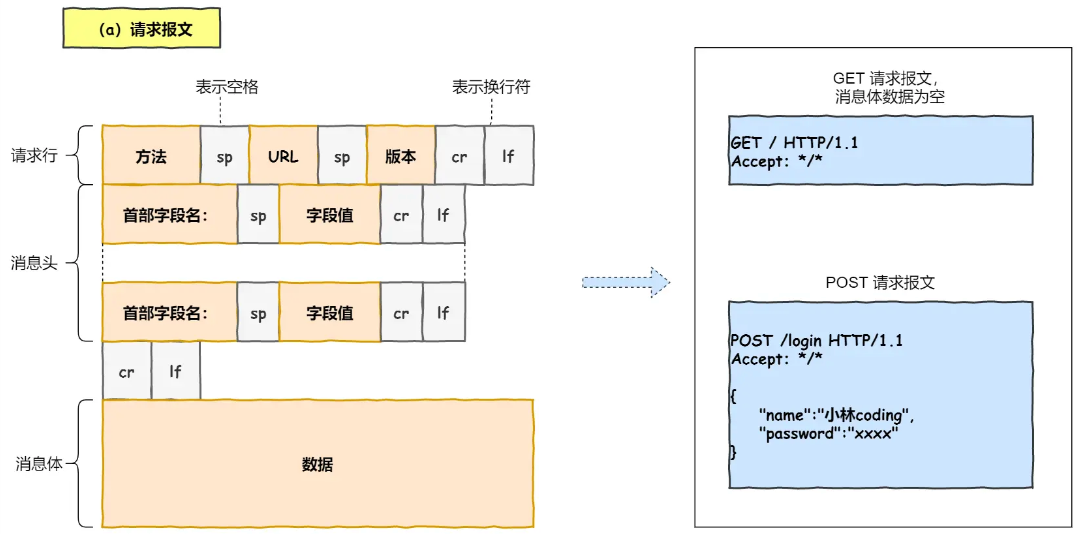 (a) 请求报文
表示空格
表示换行符
请求行
方法
sp
URL
sp
版本
cr
lf
消息头
首部字段名:
sp
字段值
cr
lf
首部字段名:
sp
字段值
cr
lf
cr
lf
消息体
数据
GET 请求报文,
消息体数据为空
GET / HTTP/1.1
Accept: */*
POST 请求报文
POST /login HTTP/1.1
Accept: */*
{
"name":"小林coding",
"password":"xxxx"
}